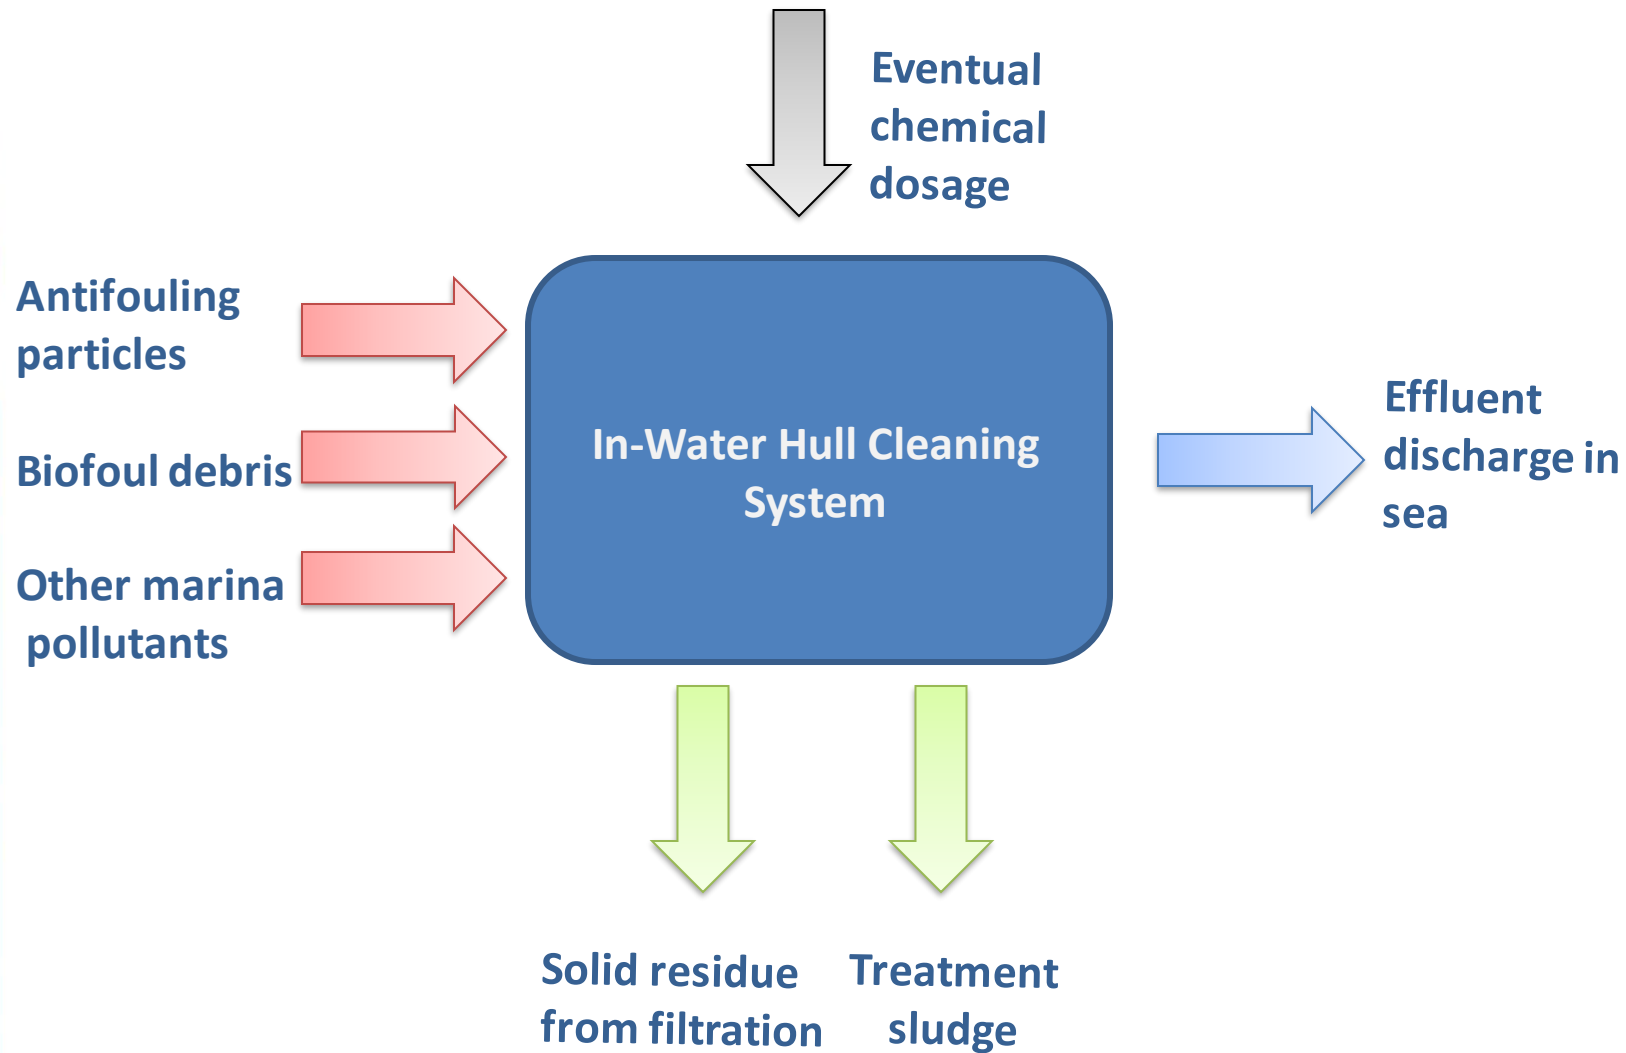 Eventual
chemical
dosage
Antifouling
particles
Biofoul debris
Other marina
pollutants
In-Water Hull Cleaning
System
Effluent
discharge in
sea
Solid residue
from filtration
Treatment
sludge